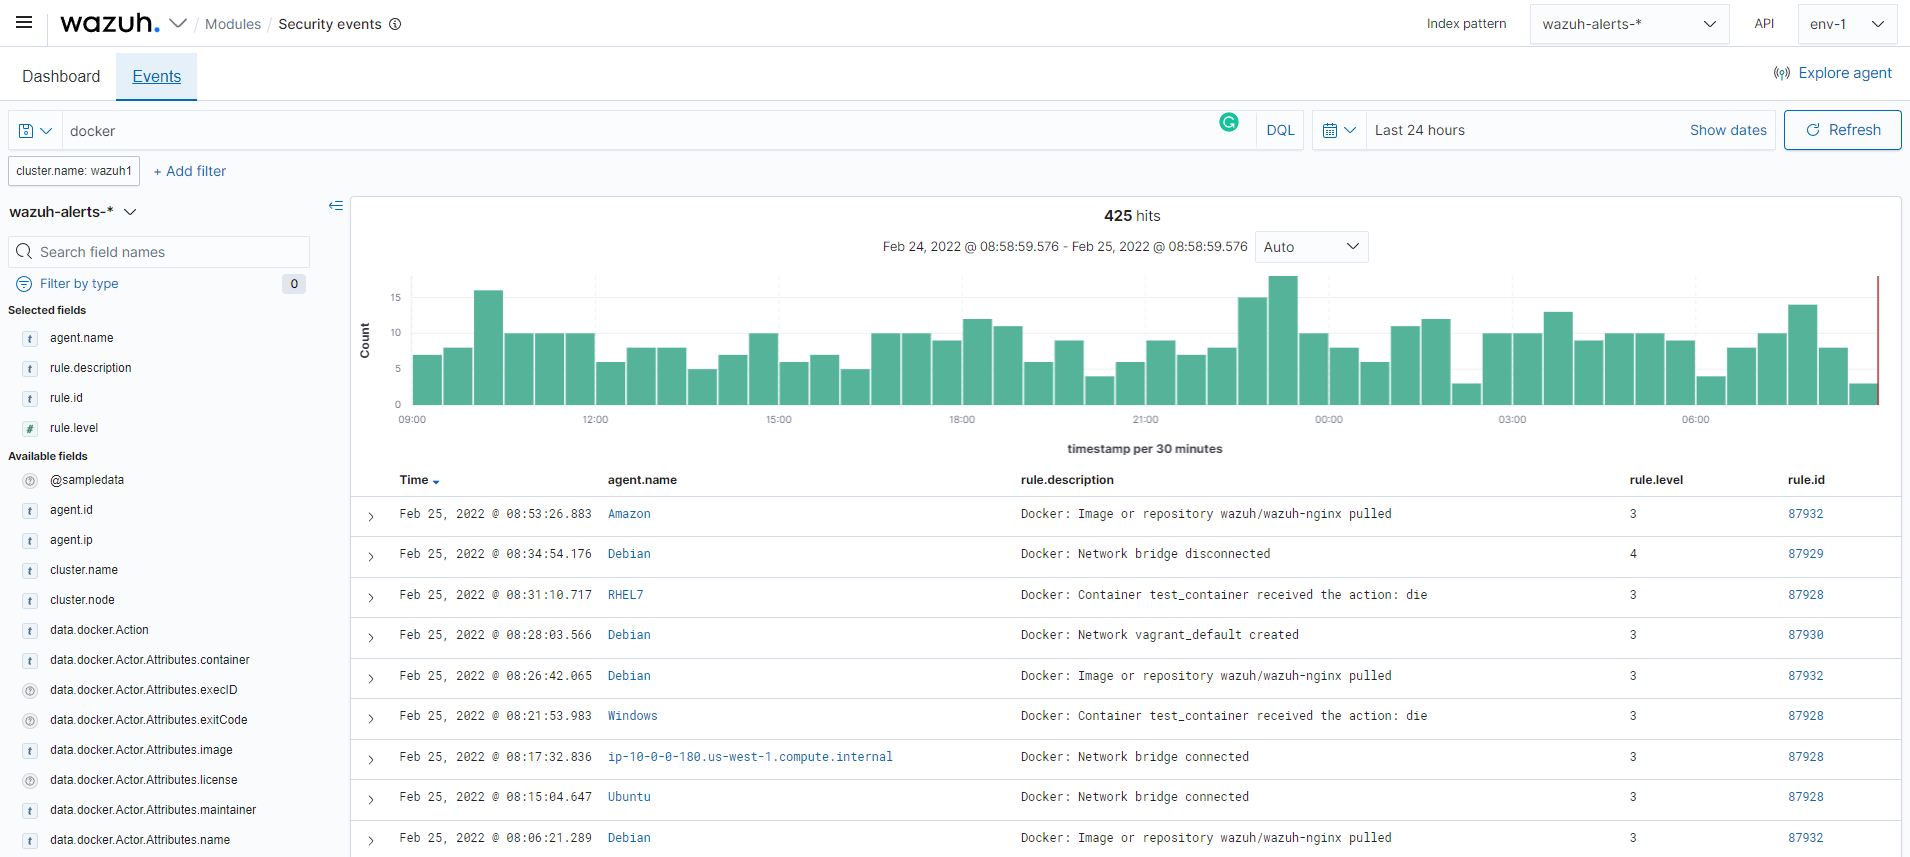 wazuh. / Modules / Security events
Index pattern wazuh-alerts-* API env-1
Dashboard Events
Explore agent
docker DQL Last 24 hours Show dates Refresh
cluster.name: wazuh1 + Add filter
wazuh-alerts-*
Search field names
Filter by type 0
Selected fields
t agent.name
t rule.description
t rule.id
# rule.level
Available fields
? @sampledata
t agent.id
t agent.ip
t cluster.name
t cluster.node
t data.docker.Action
t data.docker.Actor.Attributes.container
? data.docker.Actor.Attributes.execID
? data.docker.Actor.Attributes.exitCode
t data.docker.Actor.Attributes.image
? data.docker.Actor.Attributes.license
t data.docker.Actor.Attributes.maintainer
t data.docker.Actor.Attributes.name
425 hits
Feb 24, 2022 @ 08:58:59.576 - Feb 25, 2022 @ 08:58:59.576 Auto
Count
15
10
5
0
09:00 12:00 15:00 18:00 21:00 00:00 03:00 06:00
timestamp per 30 minutes
Time agent.name rule.description rule.level rule.id
Feb 25, 2022 @ 08:53:26.883 Amazon Docker: Image or repository wazuh/wazuh-nginx pulled 3 87932
Feb 25, 2022 @ 08:34:54.176 Debian Docker: Network bridge disconnected 4 87929
Feb 25, 2022 @ 08:31:10.717 RHEL7 Docker: Container test_container received the action: die 3 87928
Feb 25, 2022 @ 08:28:03.566 Debian Docker: Network vagrant_default created 3 87930
Feb 25, 2022 @ 08:26:42.065 Debian Docker: Image or repository wazuh/wazuh-nginx pulled 3 87932
Feb 25, 2022 @ 08:21:53.983 Windows Docker: Container test_container received the action: die 3 87928
Feb 25, 2022 @ 08:17:32.836 ip-10-0-0-180.us-west-1.compute.internal Docker: Network bridge connected 3 87928
Feb 25, 2022 @ 08:15:04.647 Ubuntu Docker: Network bridge connected 3 87928
Feb 25, 2022 @ 08:06:21.289 Debian Docker: Image or repository wazuh/wazuh-nginx pulled 3 87932